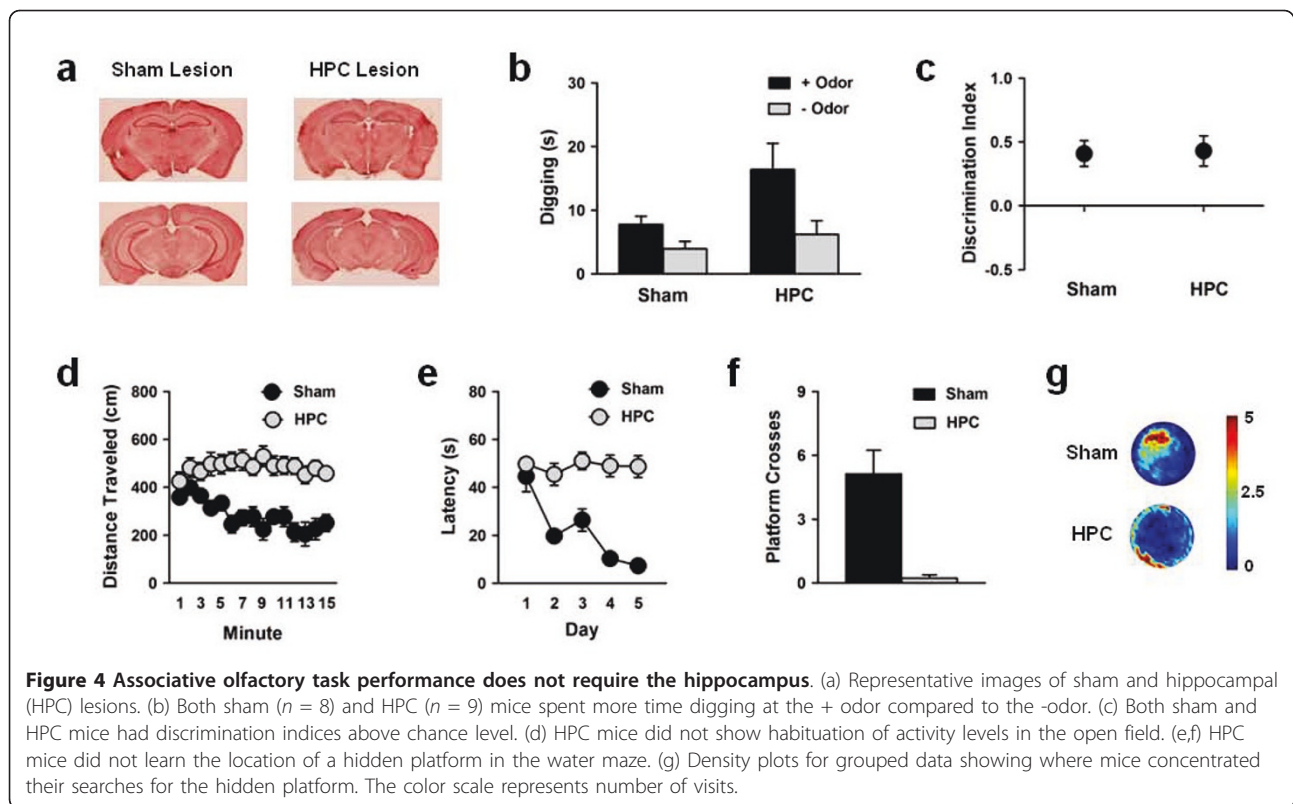 a
Sham Lesion
HPC Lesion
b
Digging (s)
30
20
10
0
+ Odor
- Odor
Sham
HPC
c
Discrimination Index
1.0
0.5
0.0
-0.5
Sham
HPC
d
Distance Traveled (cm)
800
600
400
200
0
Sham
HPC
1 3 5 7 9 11 13 15
Minute
e
Latency (s)
80
60
40
20
0
Sham
HPC
1 2 3 4 5
Day
f
Platform Crosses
9
6
3
0
Sham
HPC
g
Sham
HPC
5
2.5
0
Figure 4 Associative olfactory task performance does not require the hippocampus. (a) Representative images of sham and hippocampal
(HPC) lesions. (b) Both sham (n = 8) and HPC (n = 9) mice spent more time digging at the + odor compared to the -odor. (c) Both sham and
HPC mice had discrimination indices above chance level. (d) HPC mice did not show habituation of activity levels in the open field. (e,f) HPC
mice did not learn the location of a hidden platform in the water maze. (g) Density plots for grouped data showing where mice concentrated
their searches for the hidden platform. The color scale represents number of visits.